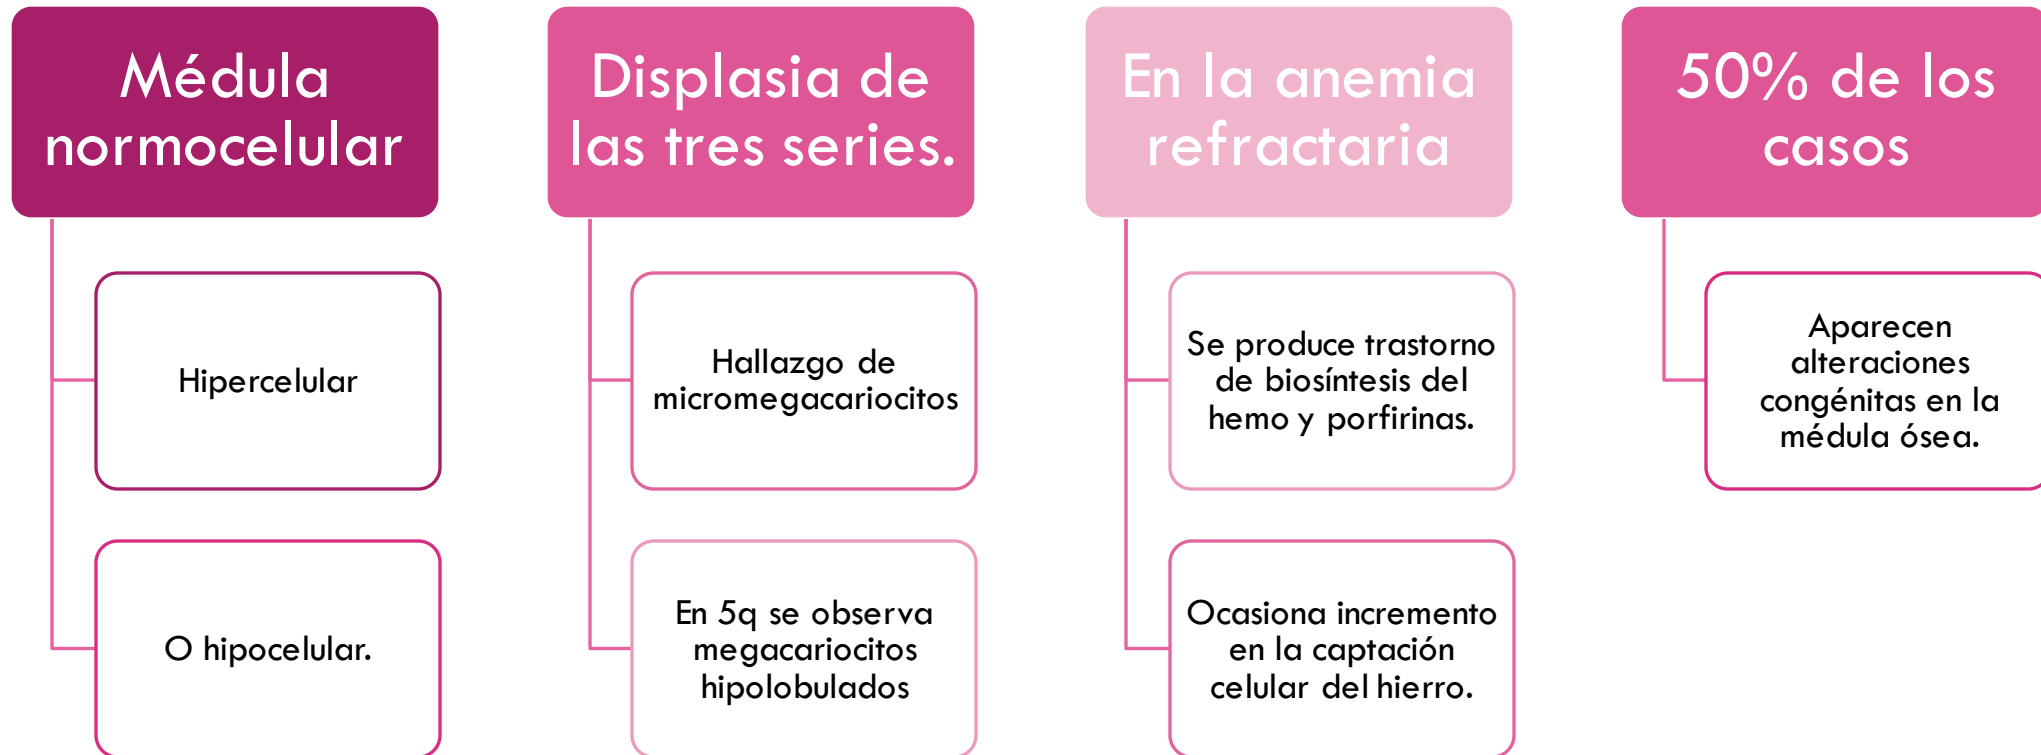 Médula
normocelular
Hipercelular
O hipocelular.
Displasia de
las tres series.
Hallazgo de
micromegacariocitos
En 5q se observa
megacariocitos
hipolobulados
En la anemia
refractaria
Se produce trastorno
de biosíntesis del
hemo y porfirinas.
Ocasiona incremento
en la captación
celular del hierro.
50% de los
casos
Aparecen
alteraciones
congénitas en la
médula ósea.